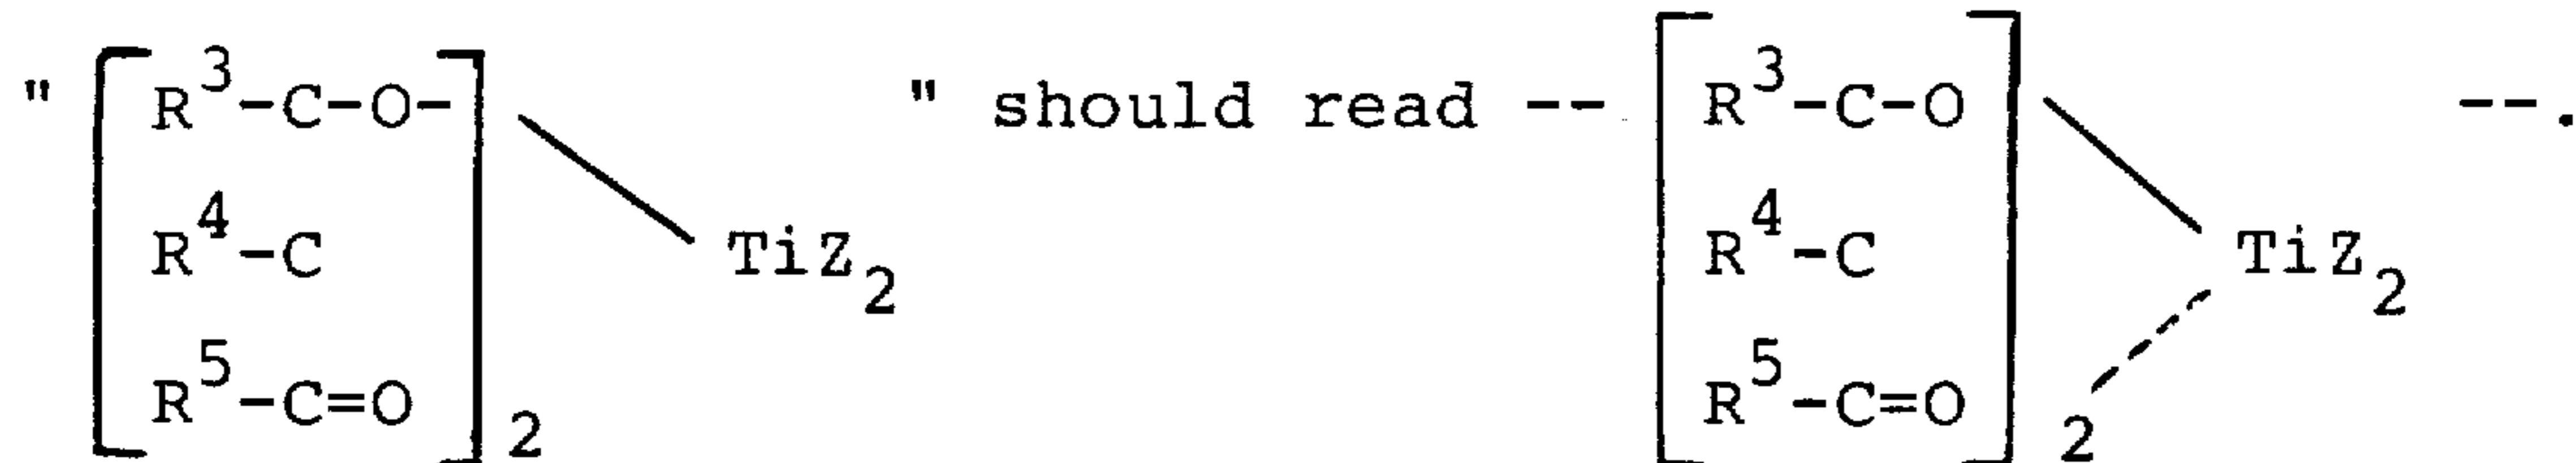 " [ R³-C-O- ]₂ TiZ₂ " should read -- [ R³-C-O ]₂ TiZ₂ --.
R⁴-C R⁴-C
R⁵-C=O R⁵-C=O